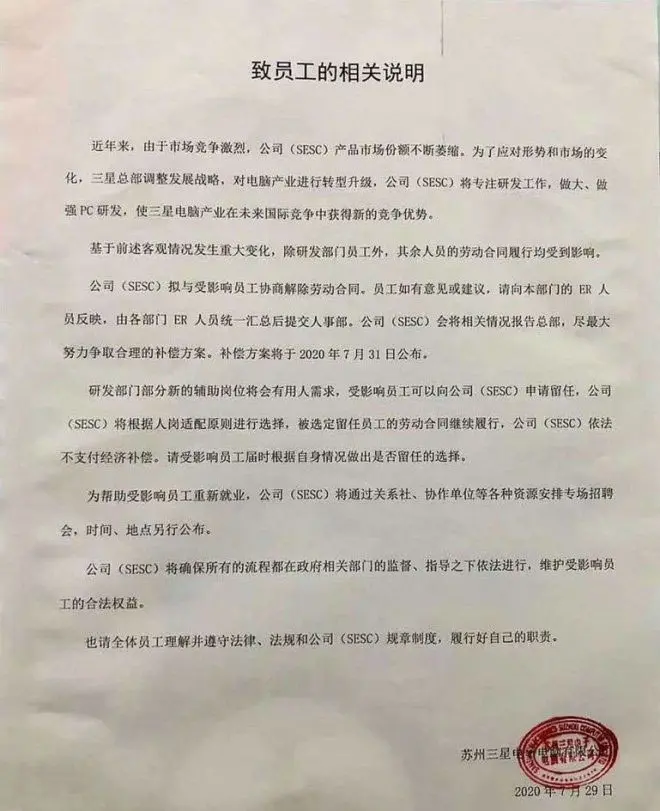 致员工的相关说明
近年来，由于市场竞争激烈，公司（SESC）产品市场份额不断萎缩。为了应对形势和市场的变
化，三星总部调整发展战略，对电脑产业进行转型升级，公司（SESC）将专注研发工作，做大、做
强PC研发，使三星电脑产业在未来国际竞争中获得新的竞争优势。
基于前述客观情况发生重大变化，除研发部门员工外，其余人员的劳动合同履行均受到影响。
公司（SESC）拟与受影响员工协商解除劳动合同。员工如有意见或建议，请向本部门的 ER 人
员反映，由各部门 ER 人员统一汇总后提交人事部。公司（SESC）会将相关情况报告总部，尽最大
努力争取合理的补偿方案。补偿方案将于 2020 年 7 月 31 日公布。
研发部门部分新的辅助岗位将会有用人需求，受影响员工可以向公司（SESC）申请留任，公司
（SESC）将根据人岗适配原则进行选择，被选定留任员工的劳动合同继续履行，公司（SESC）依法
不支付经济补偿。请受影响员工届时根据自身情况做出是否留任的选择。
为帮助受影响员工重新就业，公司（SESC）将通过关系社、协作单位等各种资源安排专场招聘
会，时间、地点另行公布。
公司（SESC）将确保所有的流程都在政府相关部门的监督、指导之下依法进行，维护受影响员
工的合法权益。
也请全体员工理解并遵守法律、法规和公司（SESC）规章制度，履行好自己的职责。
苏州三星电子电脑有限公司
2020 年 7 月 29 日